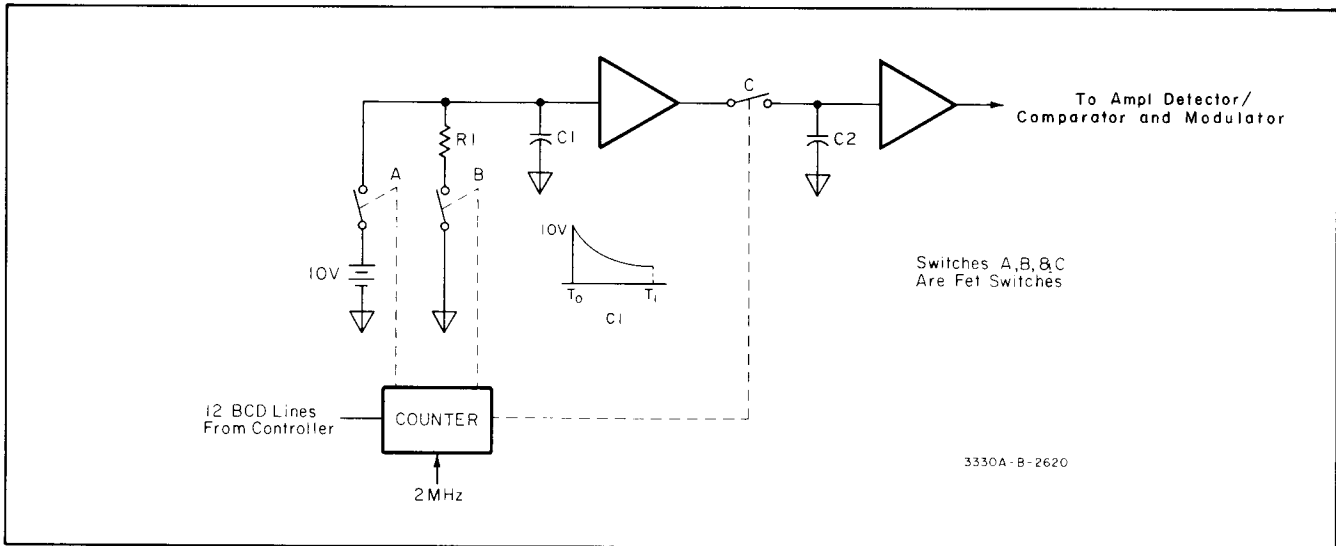 C
To Ampl Detector/
Comparator and Modulator
R1
C1
C2
A
B
10V
10V
T0
T1
C1
Switches A,B,&C
Are Fet Switches
12 BCD Lines
From Controller
COUNTER
2MHz
3330A-B-2620